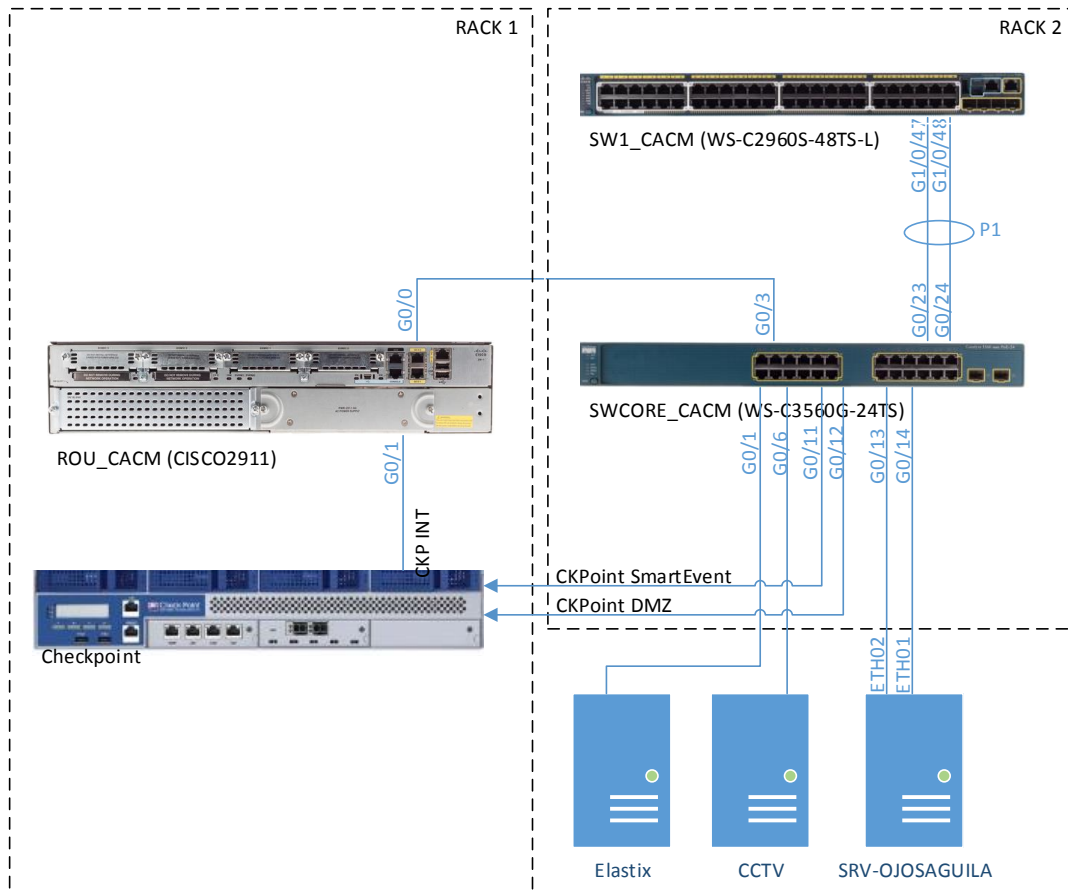 RACK 1
RACK 2
SW1_CACM (WS-C2960S-48TS-L)
G1/0/47
G1/0/48
P1
G0/0
G0/3
G0/23
G0/24
SWCORE_CACM (WS-C3560G-24TS)
ROU_CACM (CISCO2911)
G0/1
G0/1
G0/6
G0/11
G0/12
G0/13
G0/14
CKP INT
CKPoint SmartEvent
CKPoint DMZ
Check Point
Checkpoint
ETH02
ETH01
Elastix
CCTV
SRV-OJOSAGUILA